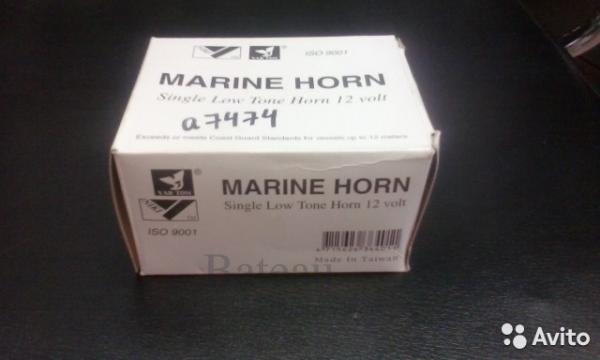 ISO 9001
MARINE HORN
Single Low Tone Horn 12 volt
a7474
Exceeds or meets Coast Guard Standards for vessels up to 12 meters
MARINE HORN
Single Low Tone Horn 12 volt
ISO 9001
Made In Taiwan
Bateau
Avito